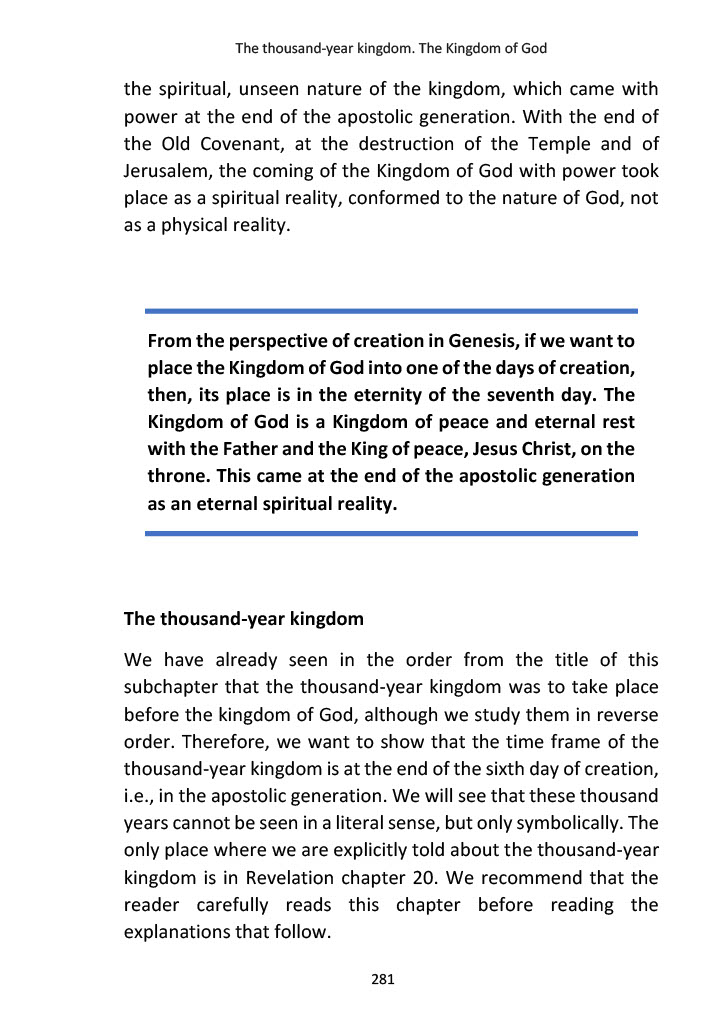 The thousand-year kingdom. The Kingdom of God
the spiritual, unseen nature of the kingdom, which came with
power at the end of the apostolic generation. With the end of
the Old Covenant, at the destruction of the Temple and of
Jerusalem, the coming of the Kingdom of God with power took
place as a spiritual reality, conformed to the nature of God, not
as a physical reality.
From the perspective of creation in Genesis, if we want to
place the Kingdom of God into one of the days of creation,
then, its place is in the eternity of the seventh day. The
Kingdom of God is a Kingdom of peace and eternal rest
with the Father and the King of peace, Jesus Christ, on the
throne. This came at the end of the apostolic generation
as an eternal spiritual reality.
The thousand-year kingdom
We have already seen in the order from the title of this
subchapter that the thousand-year kingdom was to take place
before the kingdom of God, although we study them in reverse
order. Therefore, we want to show that the time frame of the
thousand-year kingdom is at the end of the sixth day of creation,
i.e., in the apostolic generation. We will see that these thousand
years cannot be seen in a literal sense, but only symbolically. The
only place where we are explicitly told about the thousand-year
kingdom is in Revelation chapter 20. We recommend that the
reader carefully reads this chapter before reading the
explanations that follow.
281